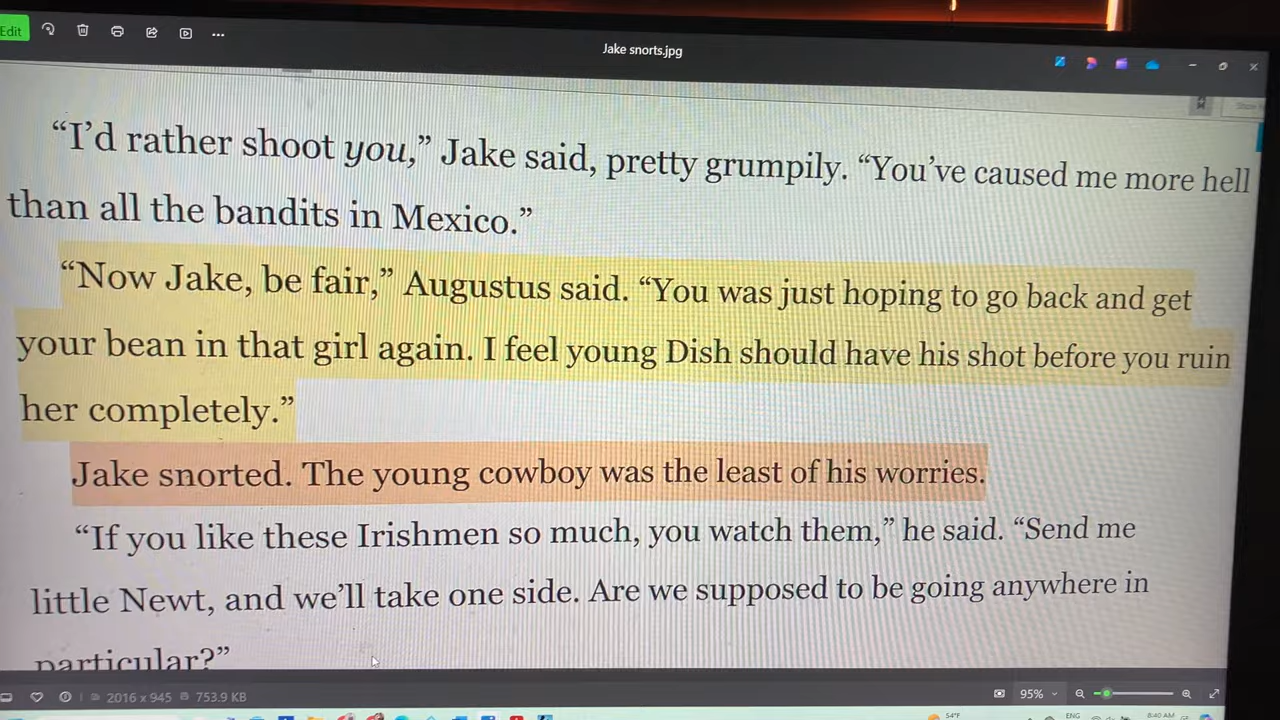 Edit
Jake snorts.jpg
“I’d rather shoot you,” Jake said, pretty grumpily. “You’ve caused me more hell
than all the bandits in Mexico.”
“Now Jake, be fair,” Augustus said. “You was just hoping to go back and get
your bean in that girl again. I feel young Dish should have his shot before you ruin
her completely.”
Jake snorted. The young cowboy was the least of his worries.
“If you like these Irishmen so much, you watch them,” he said. “Send me
little Newt, and we’ll take one side. Are we supposed to be going anywhere in
particular?”
2016 x 945 753.9 KB 95%
54°F ENG 8:40 AM